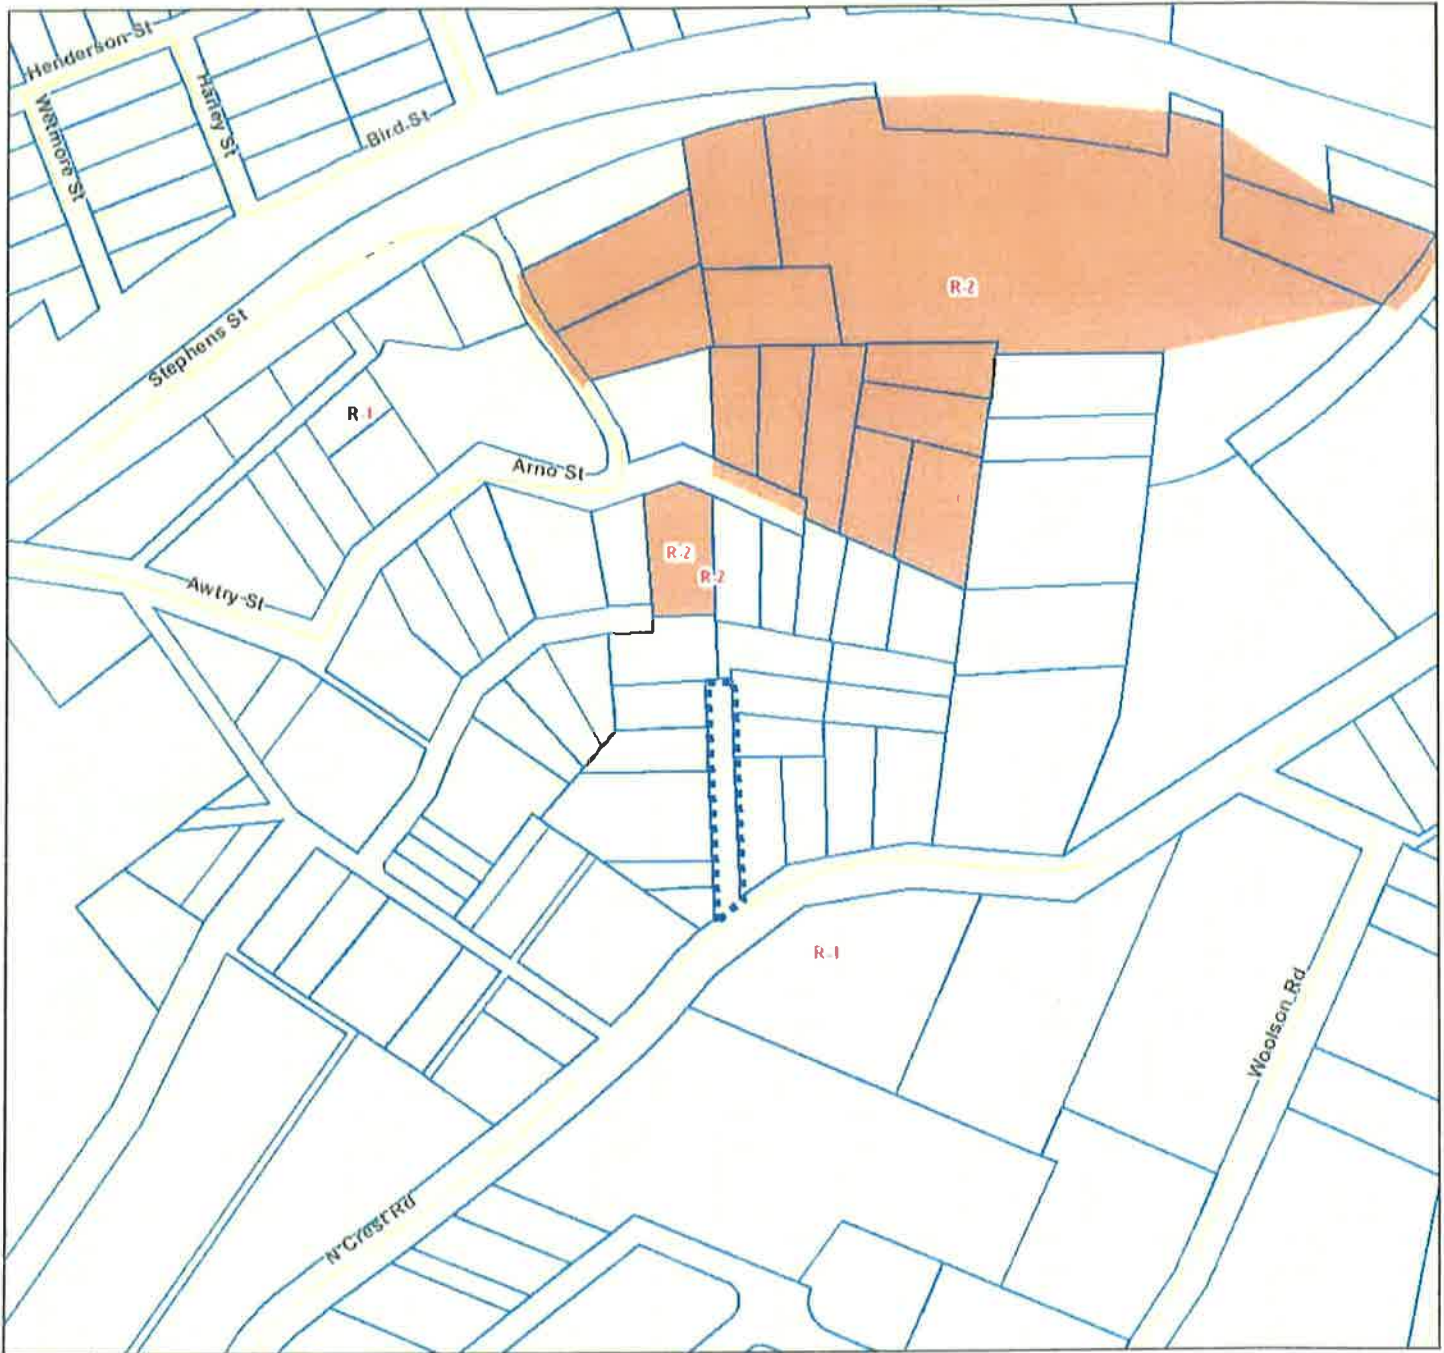 Henderson St
Haney St
Wetmore St
Bird St
R-2
Stephens St
R-1
Arno St
R-2
R-2
Awtry St
R-1
Woolson Rd
N Crest Rd